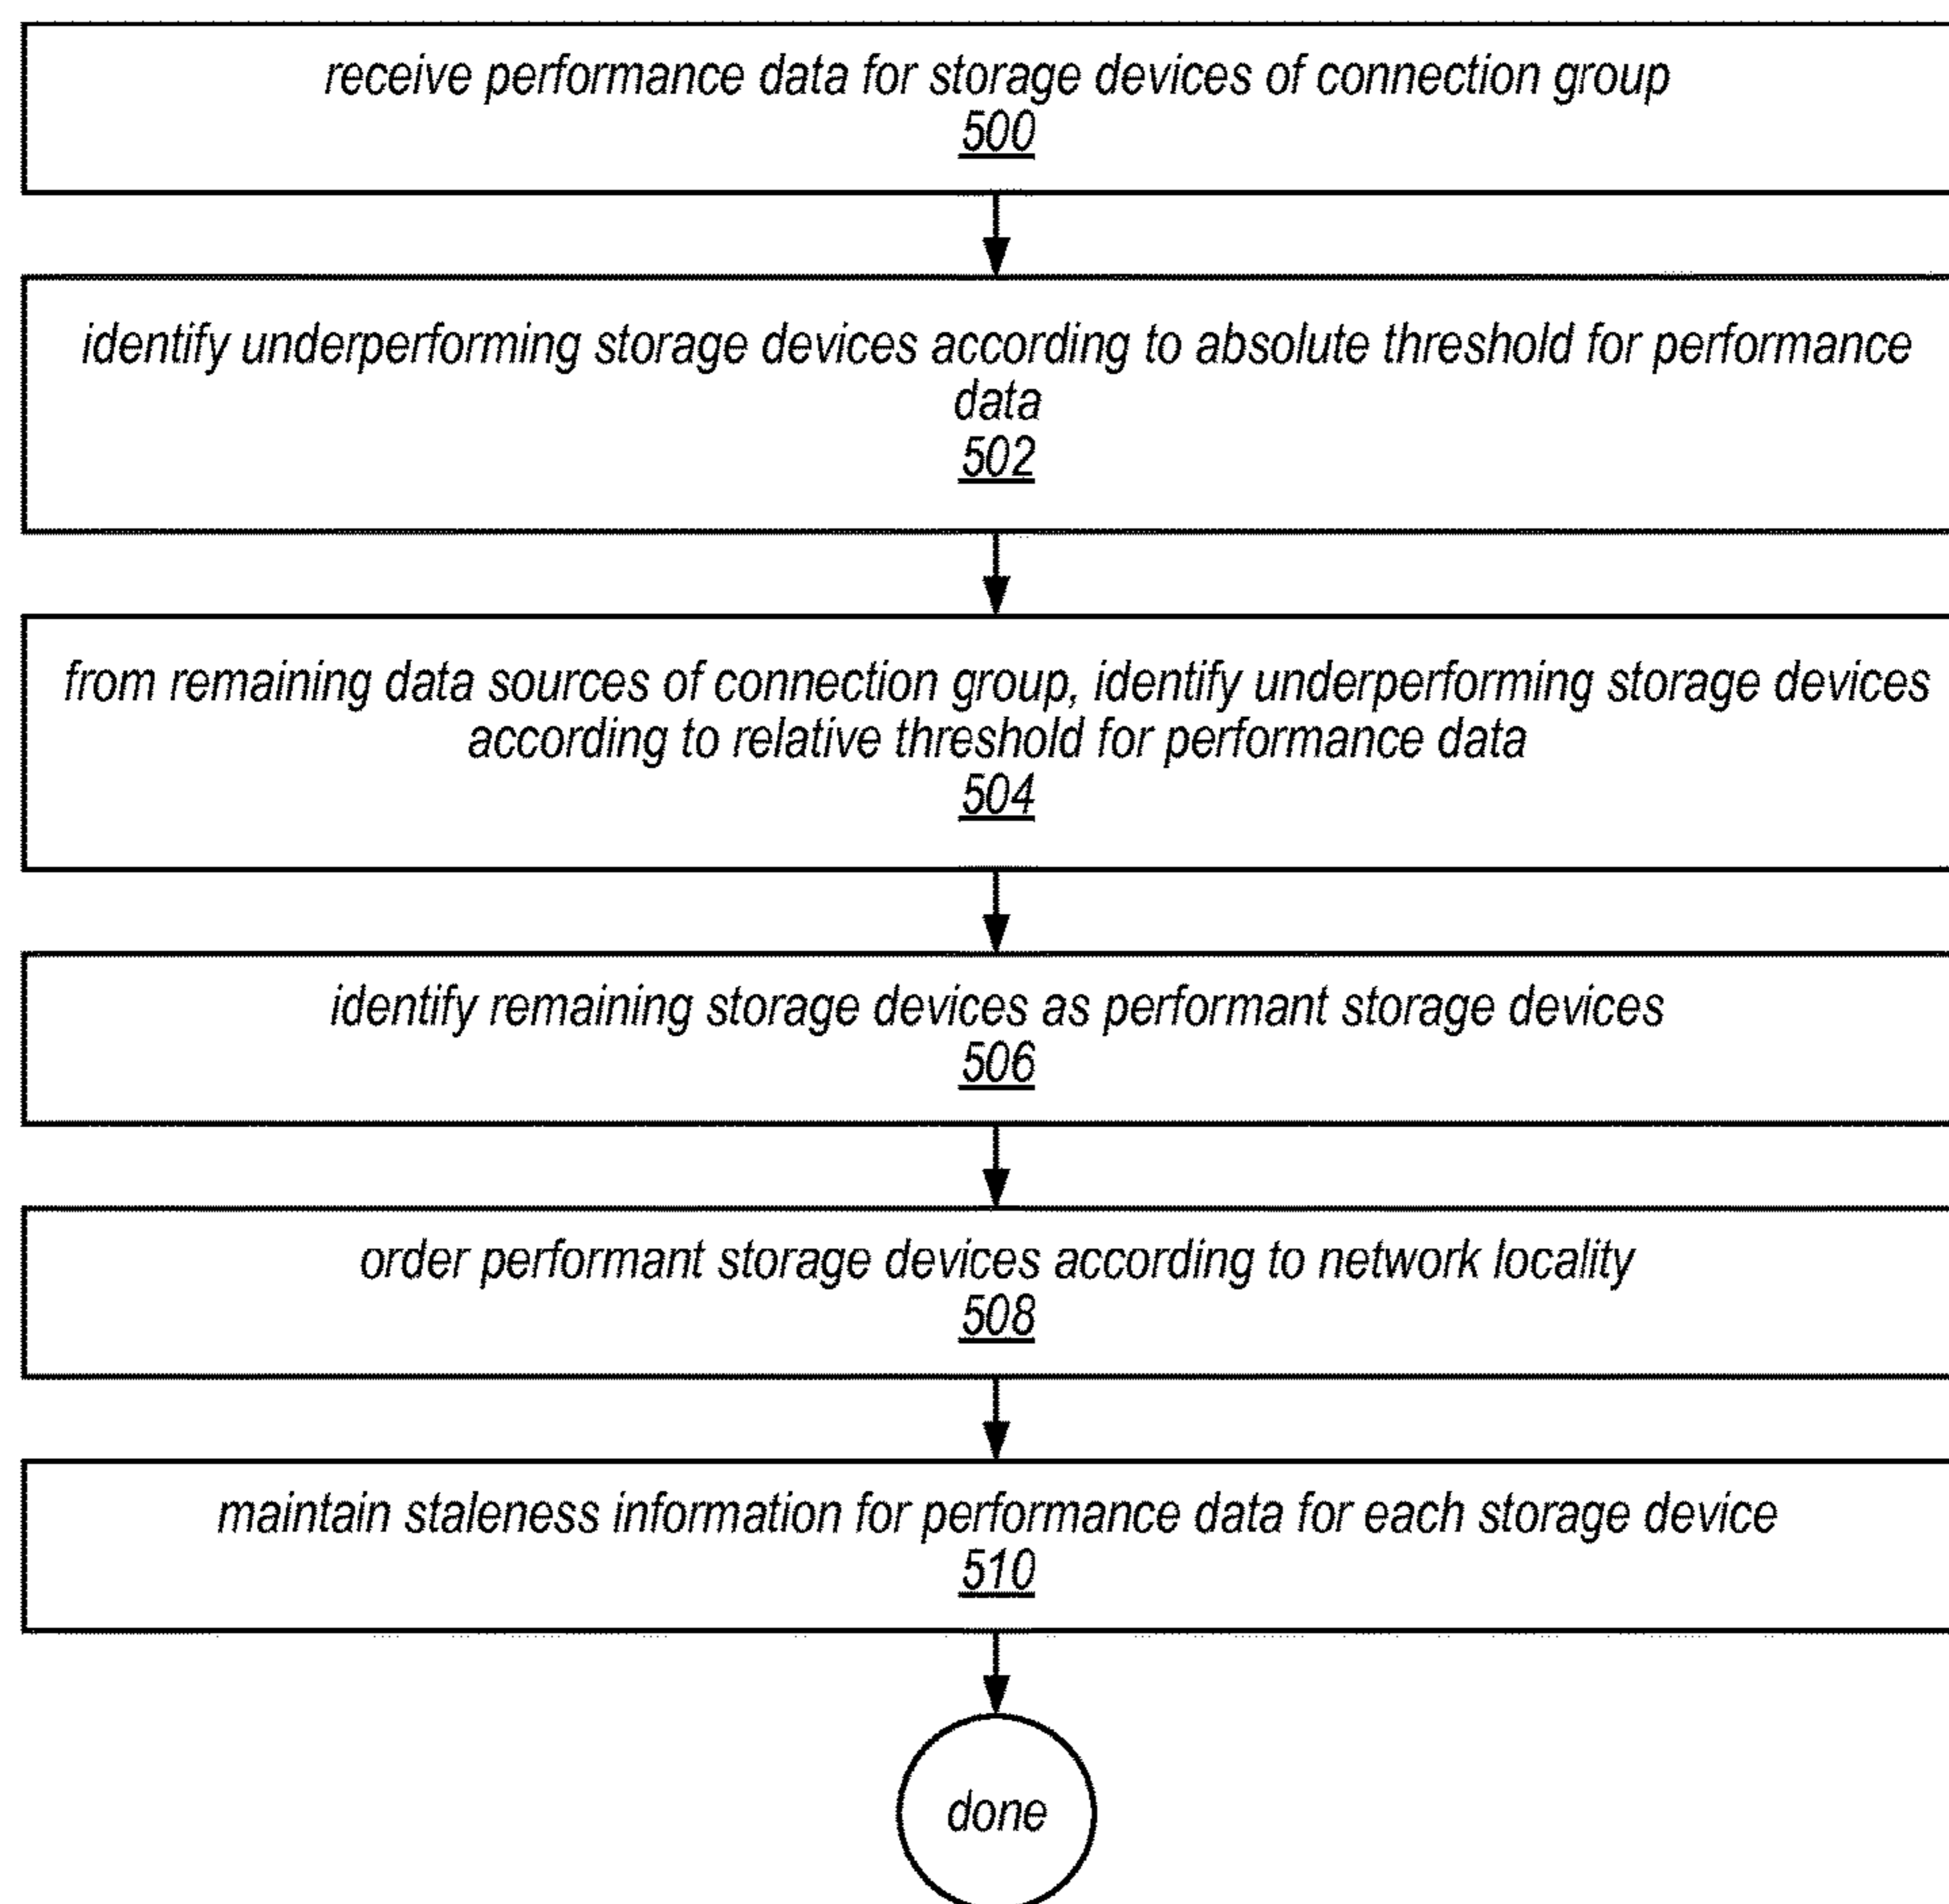 receive performance data for storage devices of connection group
500
identify underperforming storage devices according to absolute threshold for performance
data
502
from remaining data sources of connection group, identify underperforming storage devices
according to relative threshold for performance data
504
identify remaining storage devices as performant storage devices
506
order performant storage devices according to network locality
508
maintain staleness information for performance data for each storage device
510
done